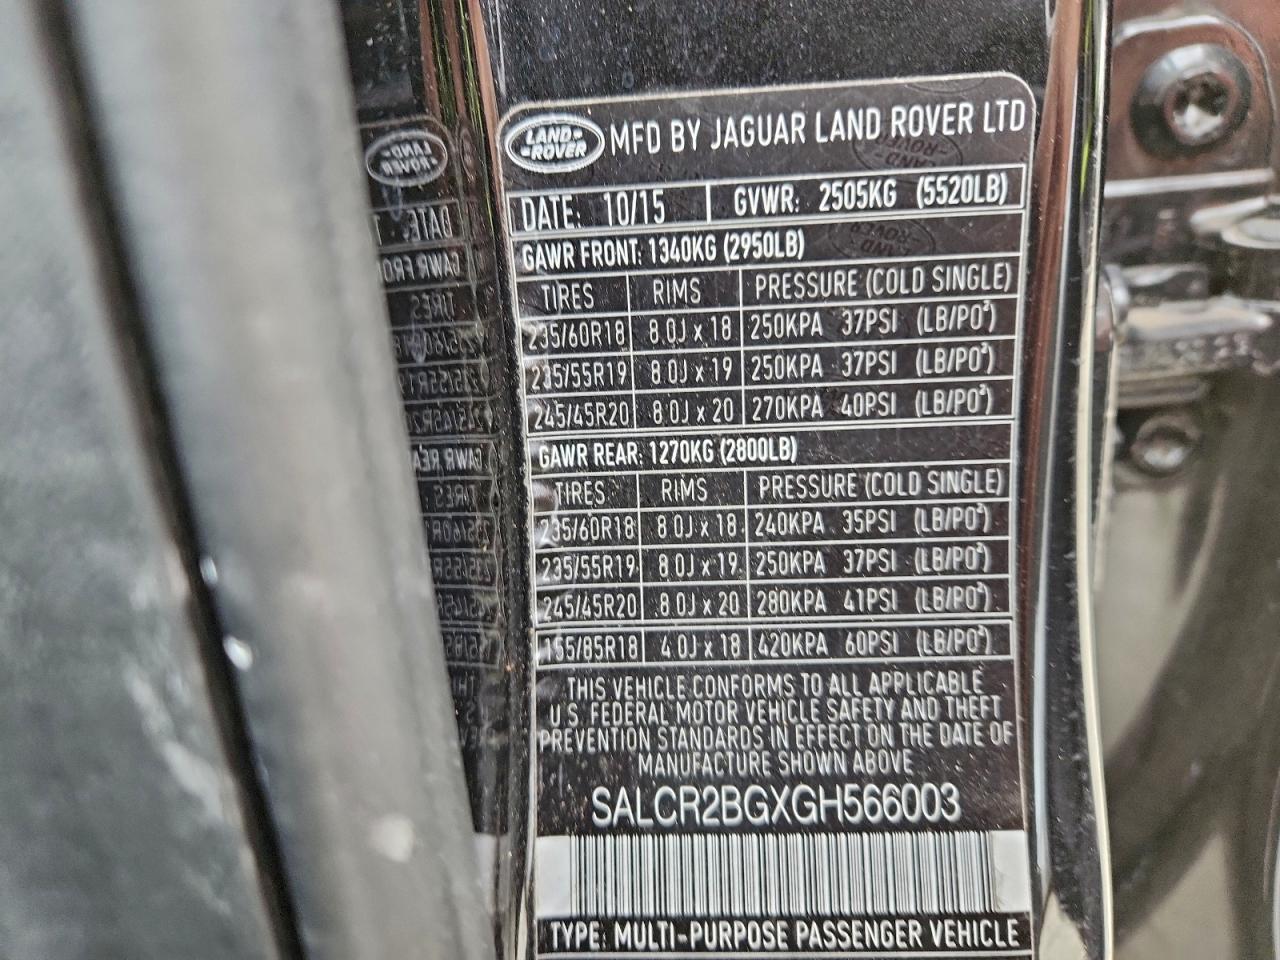 LAND-
-ROVER
MFD BY JAGUAR LAND ROVER LTD
DATE: 10/15 GVWR: 2505KG (5520LB)
GAWR FRONT: 1340KG (2950LB)
TIRES RIMS PRESSURE (COLD SINGLE)
235/60R18 8.0J x 18 250KPA 37PSI (LB/PO²)
235/55R19 8.0J x 19 250KPA 37PSI (LB/PO²)
245/45R20 8.0J x 20 270KPA 40PSI (LB/PO²)
GAWR REAR: 1270KG (2800LB)
TIRES RIMS PRESSURE (COLD SINGLE)
235/60R18 8.0J x 18 240KPA 35PSI (LB/PO²)
235/55R19 8.0J x 19 250KPA 37PSI (LB/PO²)
245/45R20 8.0J x 20 280KPA 41PSI (LB/PO²)
155/85R18 4.0J x 18 420KPA 60PSI (LB/PO²)
THIS VEHICLE CONFORMS TO ALL APPLICABLE
U.S. FEDERAL MOTOR VEHICLE SAFETY AND THEFT
PREVENTION STANDARDS IN EFFECT ON THE DATE OF
MANUFACTURE SHOWN ABOVE
SALCR2BGXGH566003
TYPE: MULTI-PURPOSE PASSENGER VEHICLE